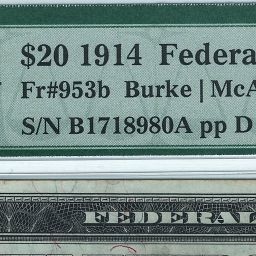 $20 1914 Federa
Fr#953b Burke | McA
S/N B1718980A pp D
FEDERAL